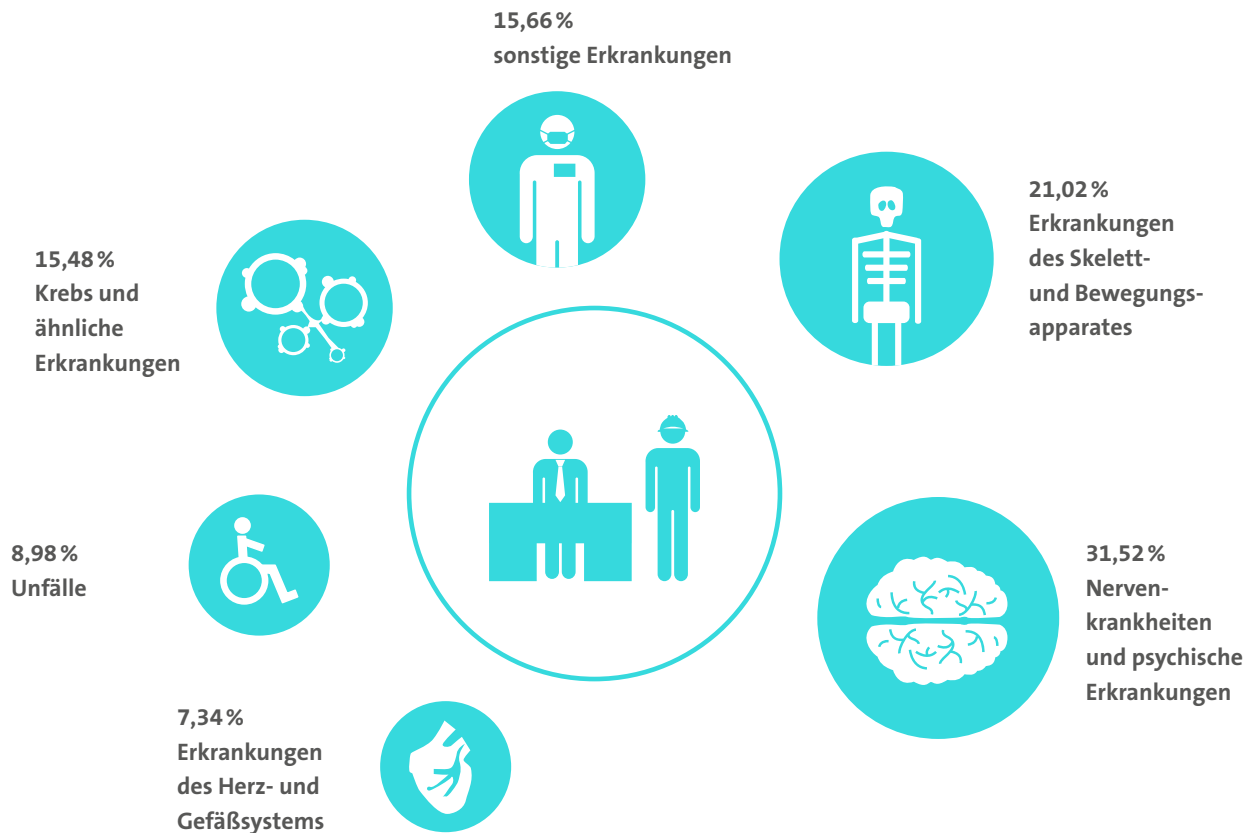 15,66 %
sonstige Erkrankungen
21,02 %
Erkrankungen
des Skelett-
und Bewegungs-
apparates
31,52 %
Nerven-
krankheiten
und psychische
Erkrankungen
7,34 %
Erkrankungen
des Herz- und
Gefäßsystems
8,98 %
Unfälle
15,48 %
Krebs und
ähnliche
Erkrankungen